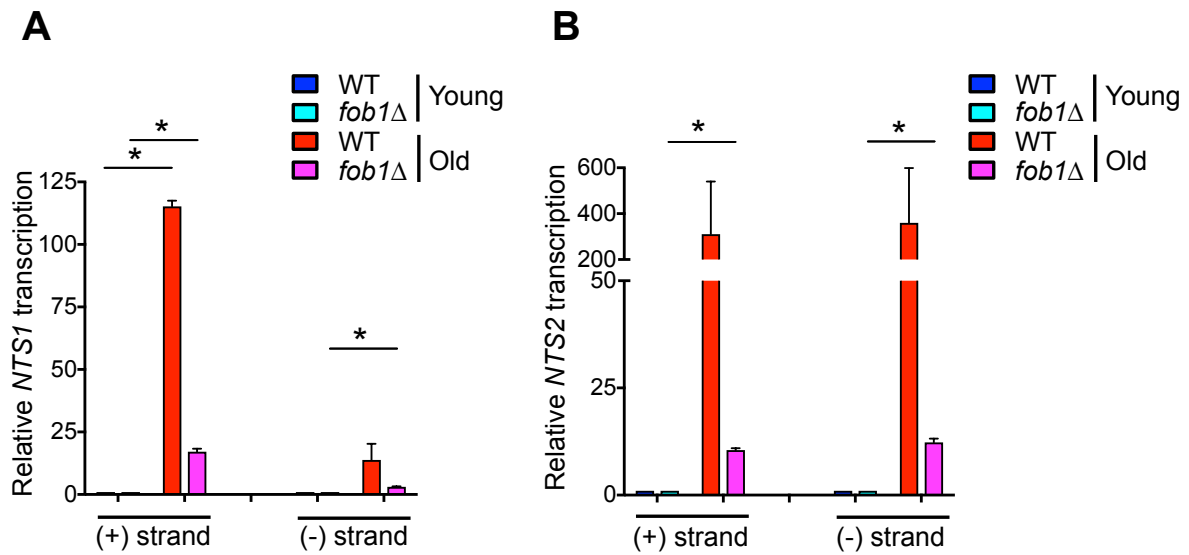 A
WT
fob1Δ
Young
WT
fob1Δ
Old
*
*
*
Relative NTS1 transcription
125
100
75
50
25
0
(+) strand
(-) strand
B
WT
fob1Δ
Young
WT
fob1Δ
Old
*
*
Relative NTS2 transcription
600
400
200
50
25
0
(+) strand
(-) strand